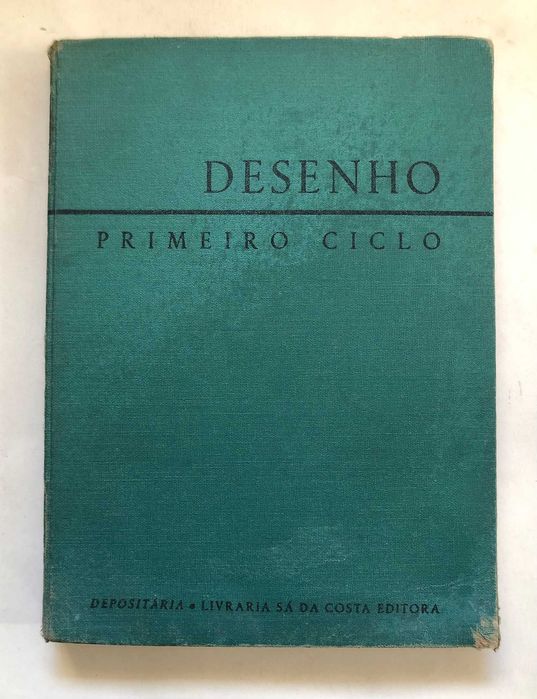 DESENHO
PRIMEIRO CICLO
DEPOSITÁRIA • LIVRARIA SÁ DA COSTA EDITORA